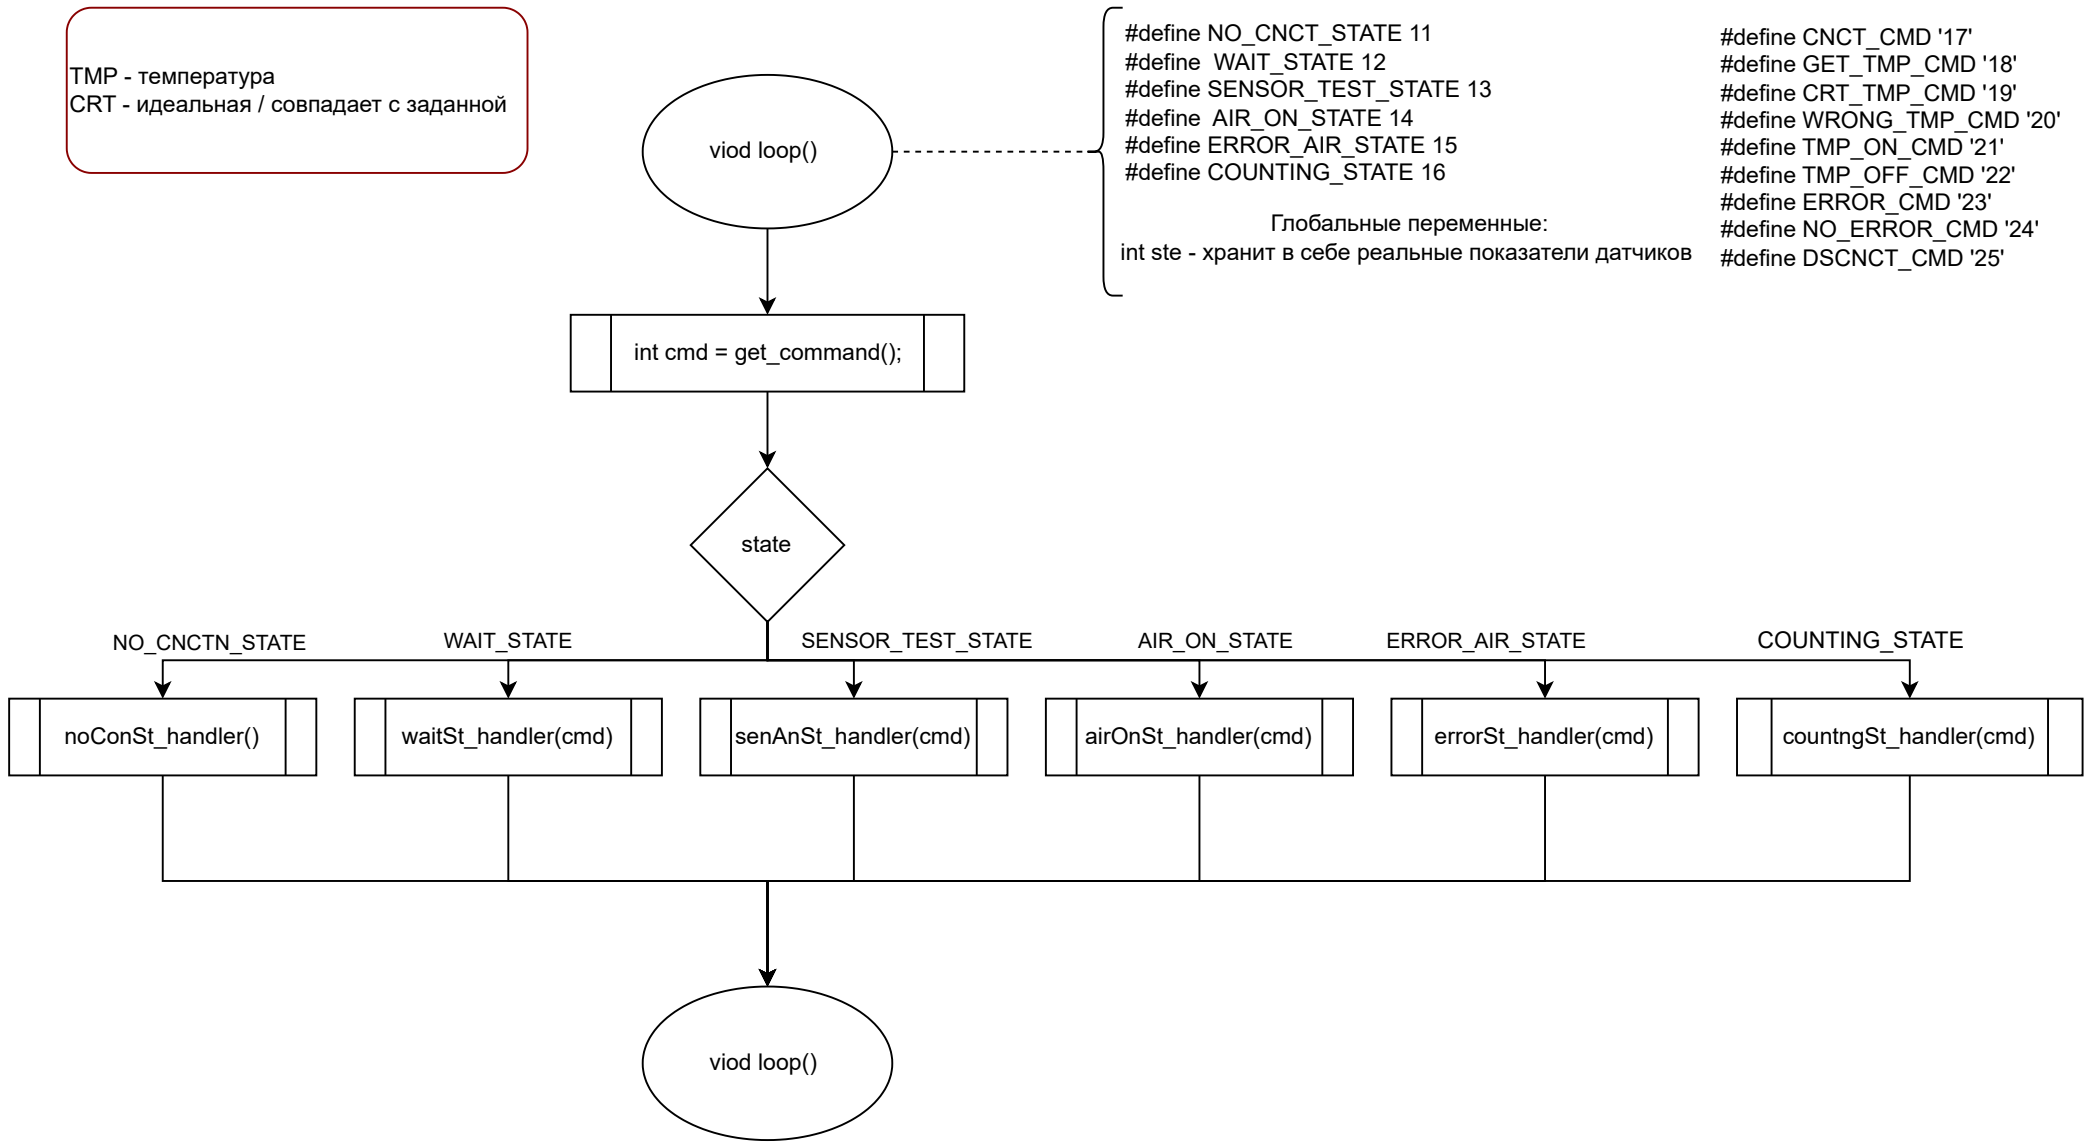 TMP - температура
CRT - идеальная / совпадает с заданной
viod loop()
#define NO_CNCT_STATE 11
#define  WAIT_STATE 12
#define SENSOR_TEST_STATE 13
#define  AIR_ON_STATE 14
#define ERROR_AIR_STATE 15
#define COUNTING_STATE 16
Глобальные переменные:
int ste - хранит в себе реальные показатели датчиков
#define CNCT_CMD '17'
#define GET_TMP_CMD '18'
#define CRT_TMP_CMD '19'
#define WRONG_TMP_CMD '20'
#define TMP_ON_CMD '21'
#define TMP_OFF_CMD '22'
#define ERROR_CMD '23'
#define NO_ERROR_CMD '24'
#define DSCNCT_CMD '25'
int cmd = get_command();
state
NO_CNCTN_STATE
WAIT_STATE
SENSOR_TEST_STATE
AIR_ON_STATE
ERROR_AIR_STATE
COUNTING_STATE
noConSt_handler()
waitSt_handler(cmd)
senAnSt_handler(cmd)
airOnSt_handler(cmd)
errorSt_handler(cmd)
countngSt_handler(cmd)
viod loop()